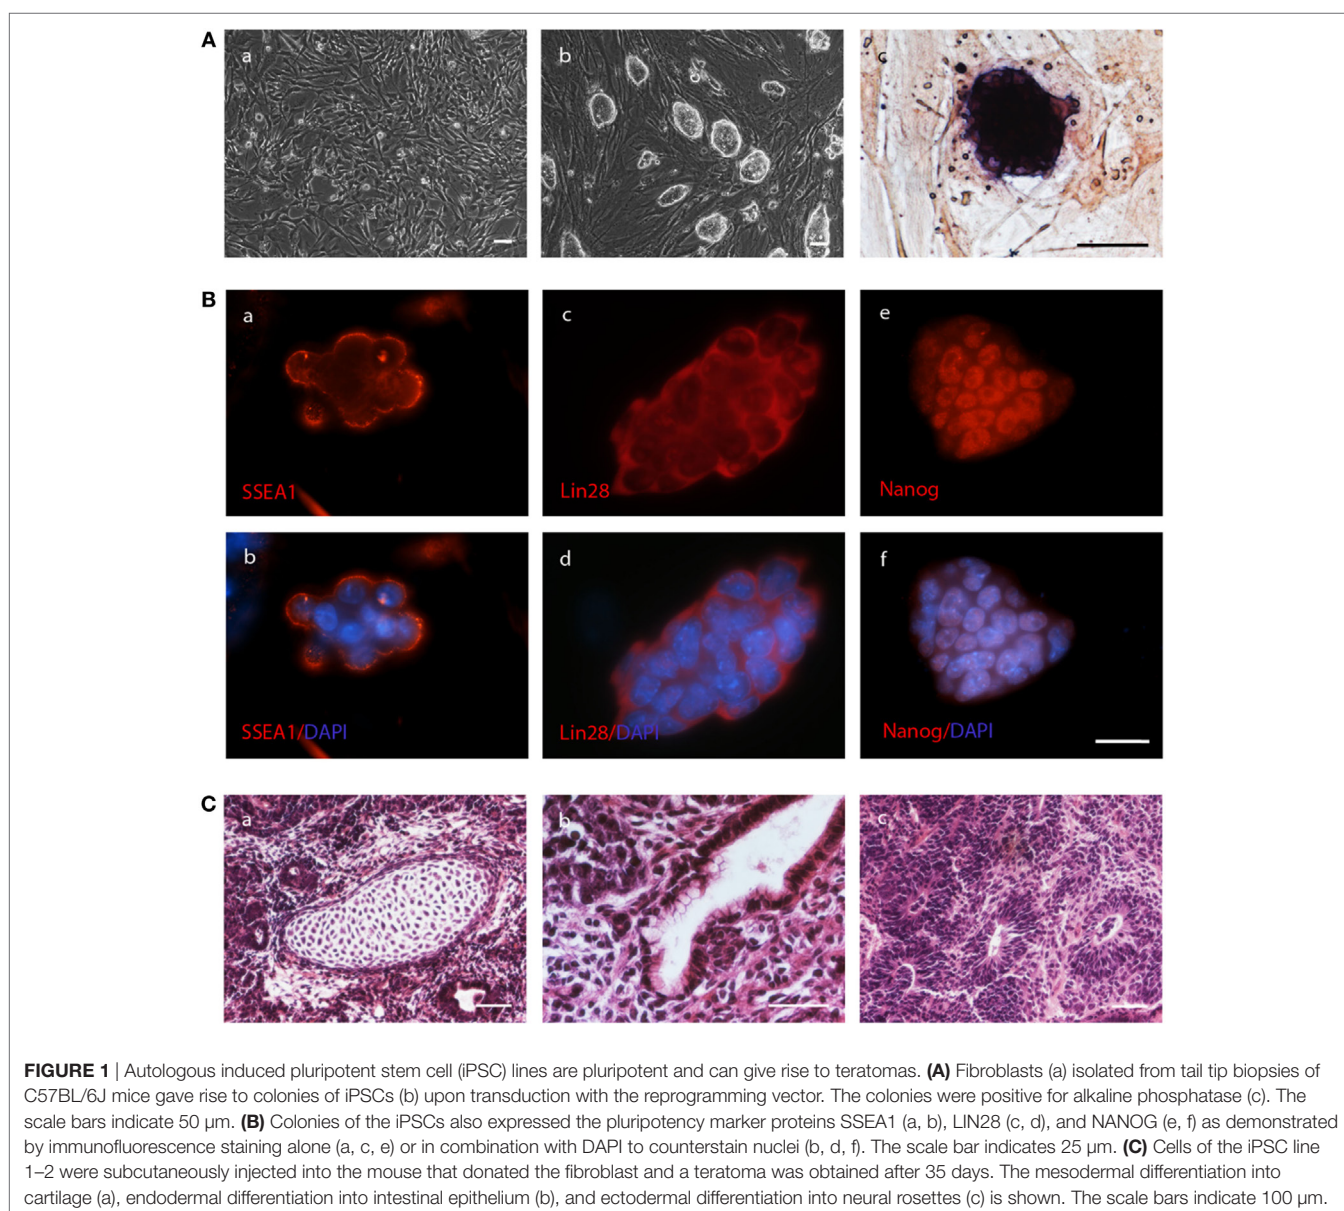 A
a
b
c
B
a
c
e
SSEA1
Lin28
Nanog
b
d
f
SSEA1/DAPI
Lin28/DAPI
Nanog/DAPI
C
a
b
c
FIGURE 1 | Autologous induced pluripotent stem cell (iPSC) lines are pluripotent and can give rise to teratomas. (A) Fibroblasts (a) isolated from tail tip biopsies of
C57BL/6J mice gave rise to colonies of iPSCs (b) upon transduction with the reprogramming vector. The colonies were positive for alkaline phosphatase (c). The
scale bars indicate 50 µm. (B) Colonies of the iPSCs also expressed the pluripotency marker proteins SSEA1 (a, b), LIN28 (c, d), and NANOG (e, f) as demonstrated
by immunofluorescence staining alone (a, c, e) or in combination with DAPI to counterstain nuclei (b, d, f). The scale bar indicates 25 µm. (C) Cells of the iPSC line
1–2 were subcutaneously injected into the mouse that donated the fibroblast and a teratoma was obtained after 35 days. The mesodermal differentiation into
cartilage (a), endodermal differentiation into intestinal epithelium (b), and ectodermal differentiation into neural rosettes (c) is shown. The scale bars indicate 100 µm.